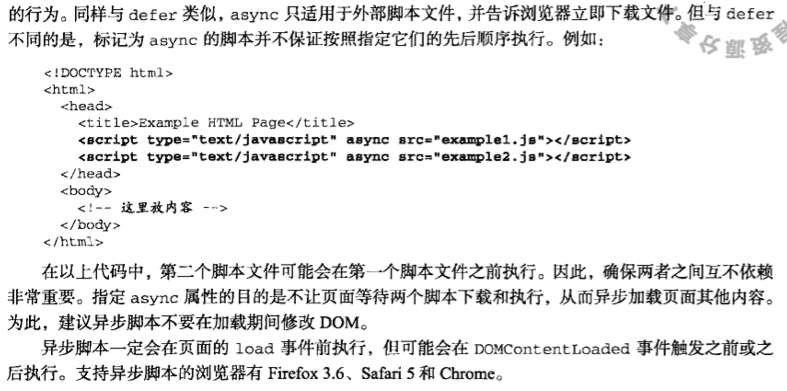 的行为。同样与 defer 类似，async 只适用于外部脚本文件，并告诉浏览器立即下载文件。但与 defer
不同的是，标记为 async 的脚本并不保证按照指定它们的先后顺序执行。例如：
<!DOCTYPE html>
<html>
<head>
<title>Example HTML Page</title>
<script type="text/javascript" async src="example1.js"></script>
<script type="text/javascript" async src="example2.js"></script>
</head>
<body>
<!-- 这里放内容 -->
</body>
</html>
在以上代码中，第二个脚本文件可能会在第一个脚本文件之前执行。因此，确保两者之间互不依赖
非常重要。指定 async 属性的目的是不让页面等待两个脚本下载和执行，从而异步加载页面其他内容。
为此，建议异步脚本不要在加载期间修改 DOM。
异步脚本一定会在页面的 load 事件前执行，但可能会在 DOMContentLoaded 事件触发之前或之
后执行。支持异步脚本的浏览器有 Firefox 3.6、Safari 5 和 Chrome。